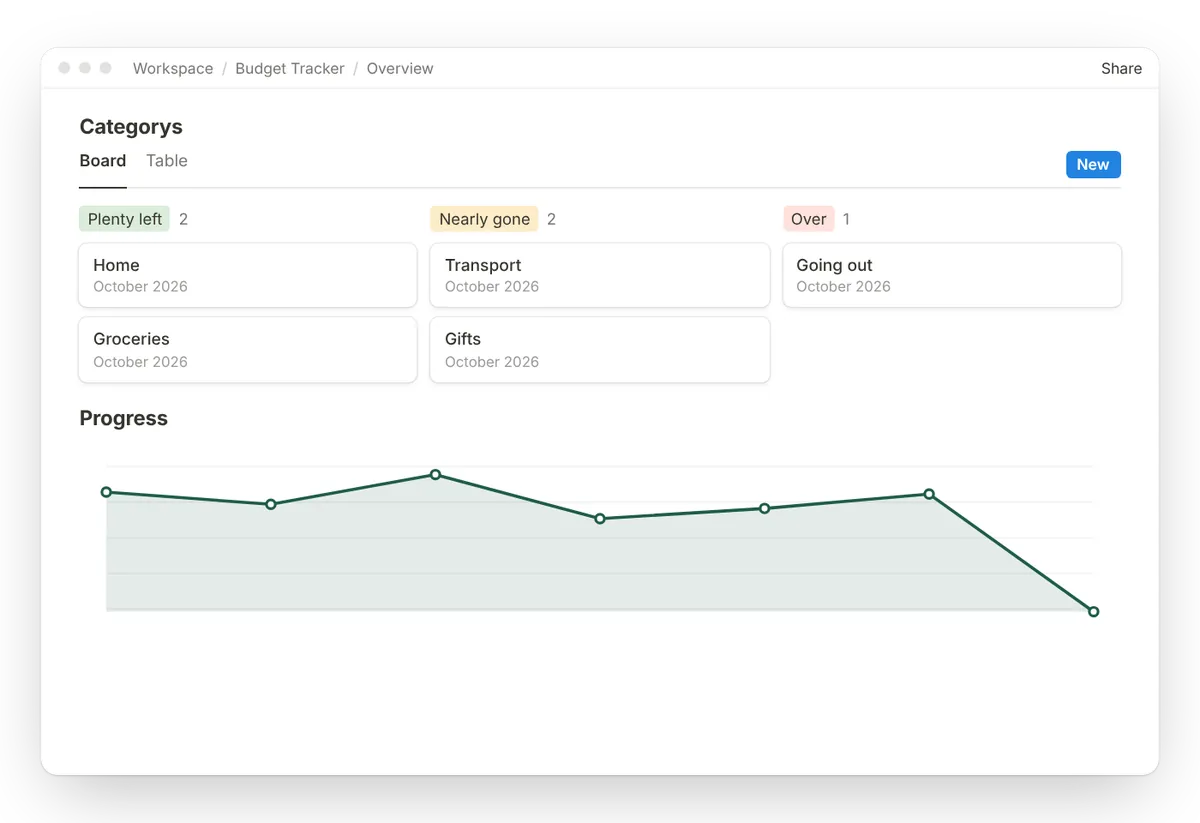 Workspace / Budget Tracker / Overview
Share
Categorys
Board Table
New
Plenty left 2
Home
October 2026
Groceries
October 2026
Nearly gone 2
Transport
October 2026
Gifts
October 2026
Over 1
Going out
October 2026
Progress